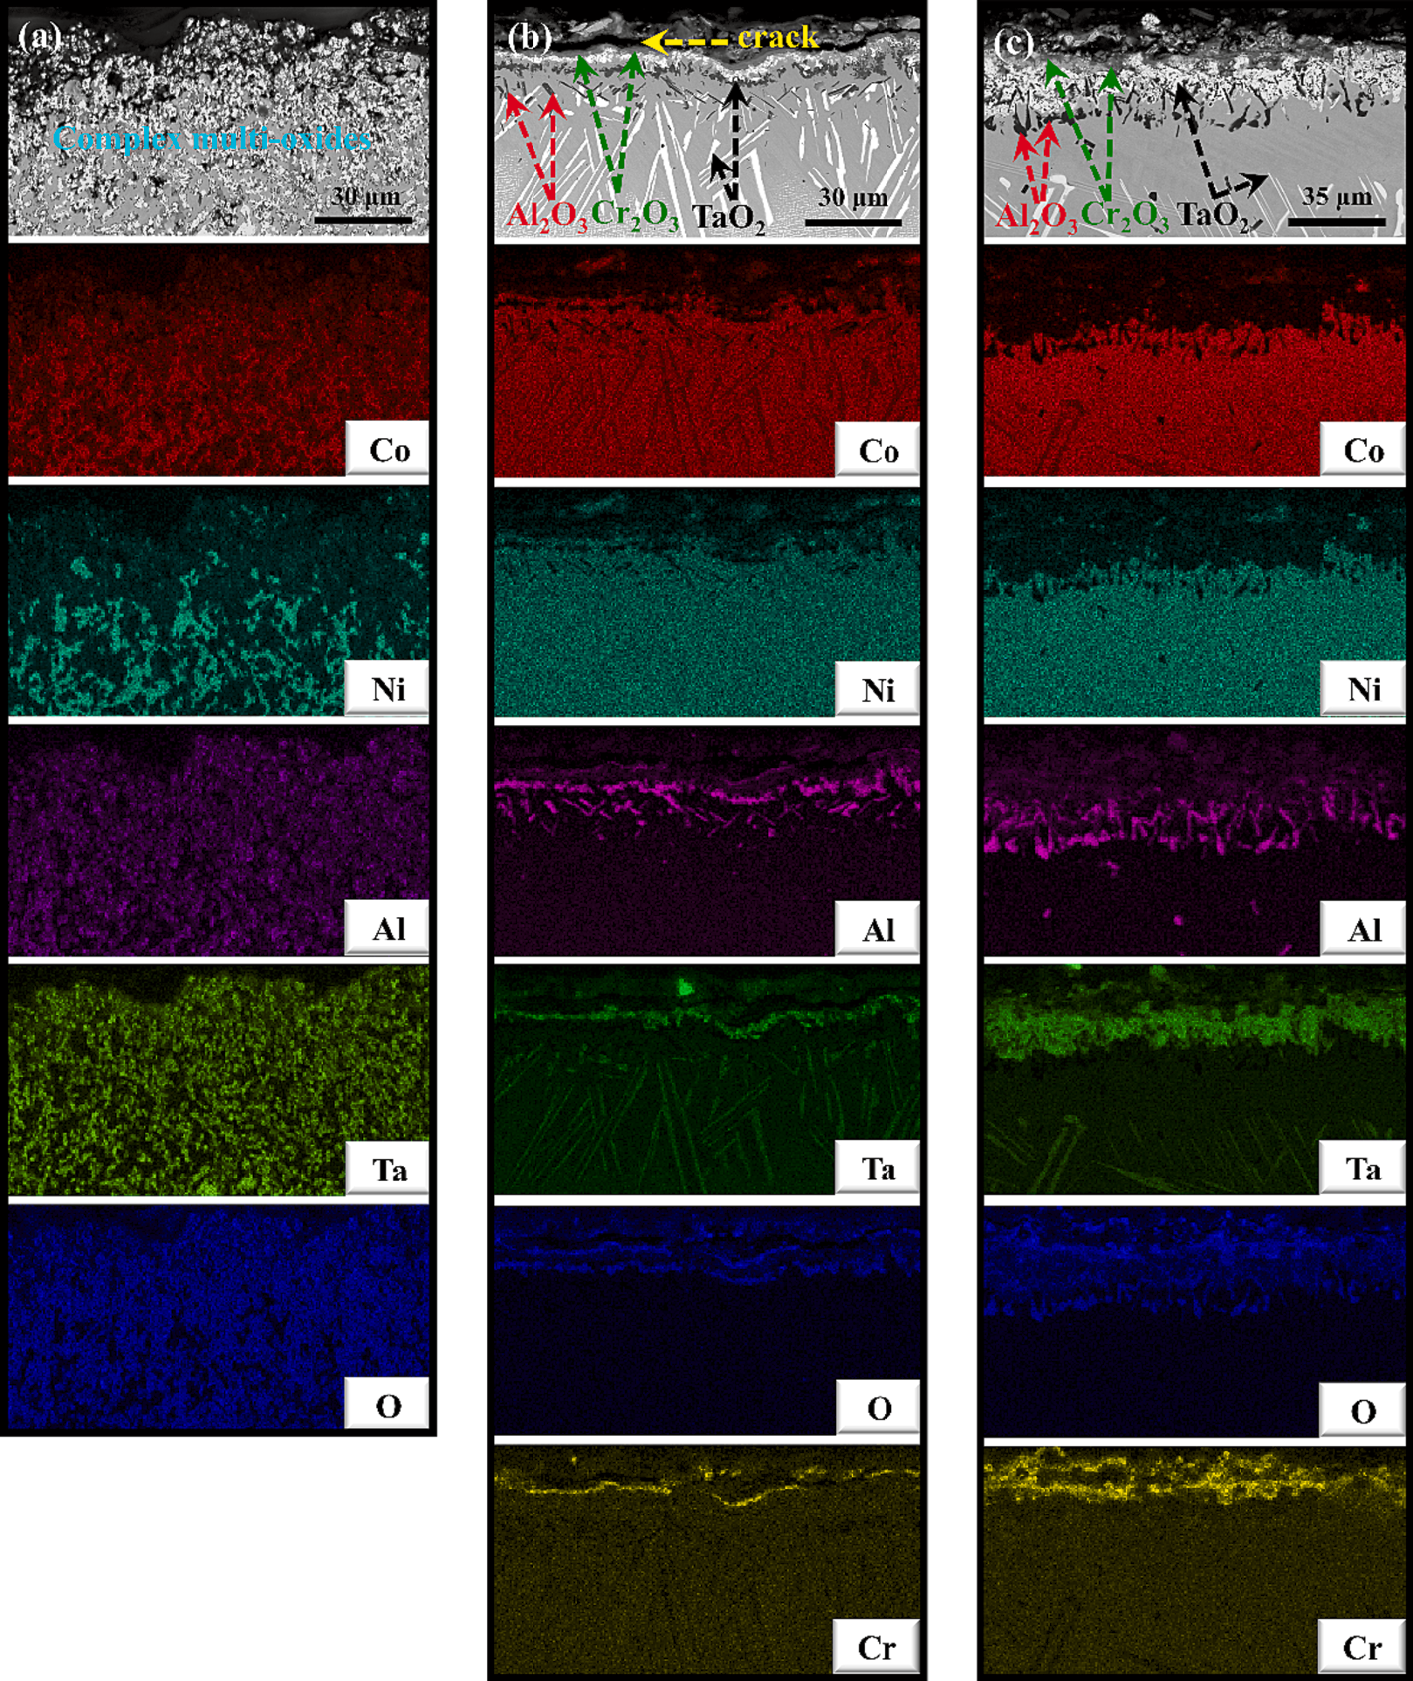 (a)
Complex multi-oxides
30 μm
Co
Ni
Al
Ta
O
(b)
crack
Al₂O₃
Cr₂O₃
TaO₂
30 μm
Co
Ni
Al
Ta
O
Cr
(c)
Al₂O₃
Cr₂O₃
TaO₂
35 μm
Co
Ni
Al
Ta
O
Cr